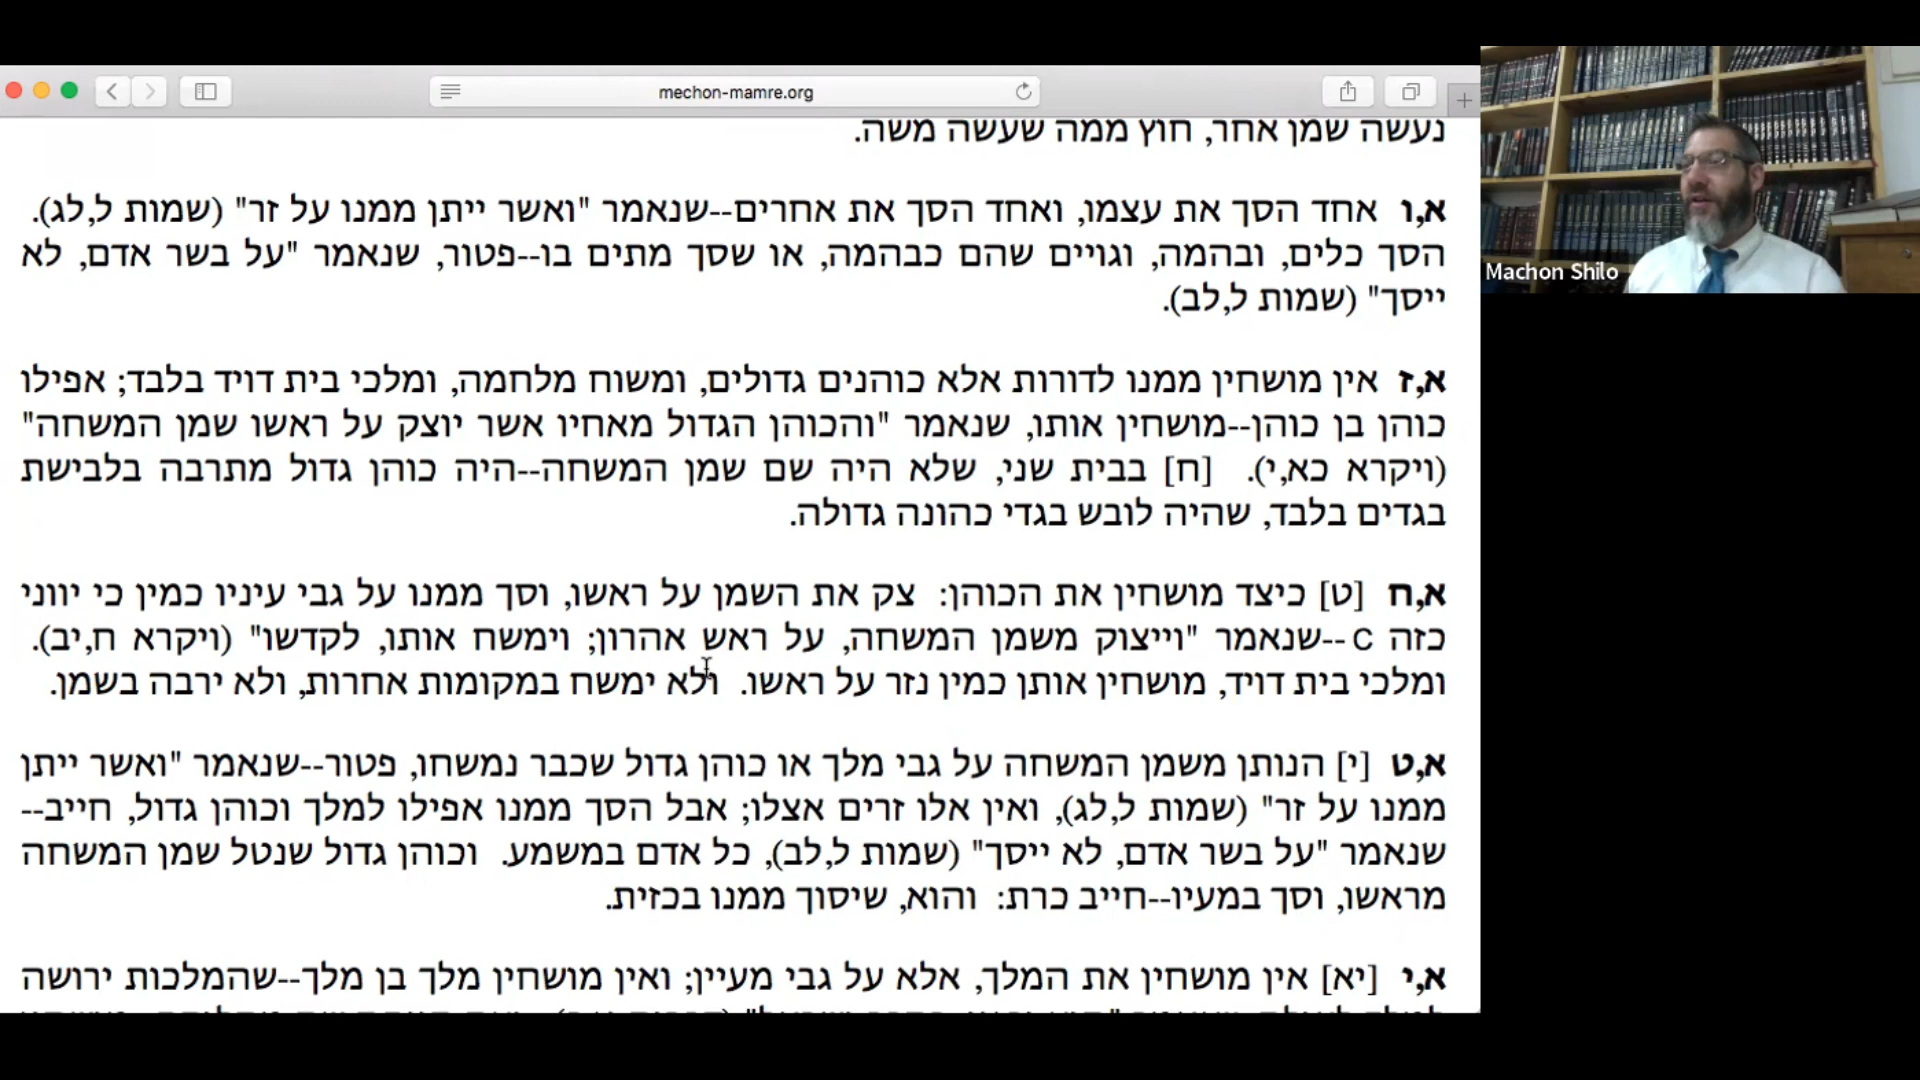 mechon-mamre.org
נעשה שמן אחר, חוץ ממה שעשה משה.
א,ו אחד הסך את עצמו, ואחד הסך את אחרים--שנאמר "ואשר ייתן ממנו על זר" (שמות ל,לג).
הסך כלים, ובהמה, וגויים שהם כבהמה, או שסך מתים בו--פטור, שנאמר "על בשר אדם, לא
ייסך" (שמות ל,לב).
א,ז אין מושחין ממנו לדורות אלא כוהנים גדולים, ומשוח מלחמה, ומלכי בית דויד בלבד; אפילו
כוהן בן כוהן--מושחין אותו, שנאמר "והכוהן הגדול מאחיו אשר יוצק על ראשו שמן המשחה"
(ויקרא כא,י). [ח] בבית שני, שלא היה שם שמן המשחה--היה כוהן גדול מתרבה בלבישת
בגדים בלבד, שהיה לובש בגדי כהונה גדולה.
א,ח [ט] כיצד מושחין את הכוהן: צק את השמן על ראשו, וסך ממנו על גבי עיניו כמין כי יווני
כזה C --שנאמר "וייצוק משמן המשחה, על ראש אהרון; וימשח אותו, לקדשו" (ויקרא ח,יב).
ומלכי בית דויד, מושחין אותן כמין נזר על ראשו. ולא ימשח במקומות אחרות, ולא ירבה בשמן.
א,ט [י] הנותן משמן המשחה על גבי מלך או כוהן גדול שכבר נמשחו, פטור--שנאמר "ואשר ייתן
ממנו על זר" (שמות ל,לג), ואין אלו זרים אצלו; אבל הסך ממנו אפילו למלך וכוהן גדול, חייב--
שנאמר "על בשר אדם, לא ייסך" (שמות ל,לב), כל אדם במשמע. וכוהן גדול שנטל שמן המשחה
מראשו, וסך במעיו--חייב כרת: והוא, שיסוך ממנו בכזית.
א,י [יא] אין מושחין את המלך, אלא על גבי מעיין; ואין מושחין מלך בן מלך--שהמלכות ירושה
Machon Shilo